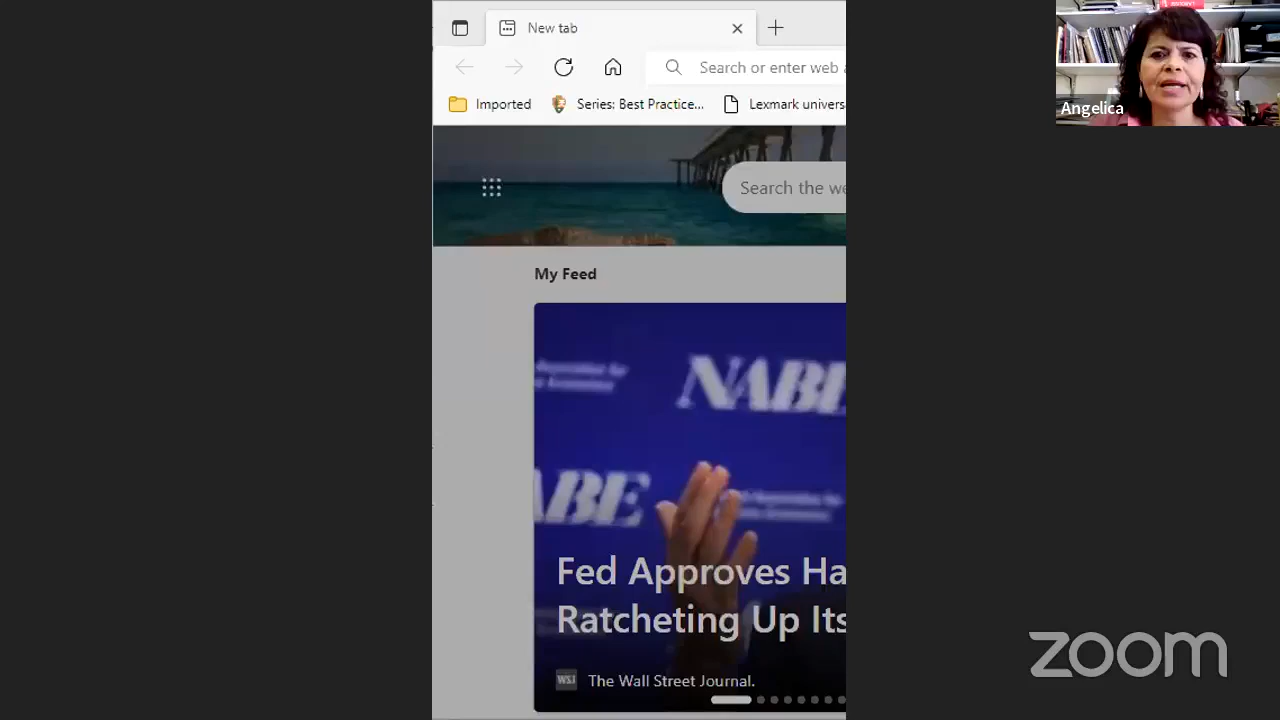 New tab
Search or enter web a
Imported
Series: Best Practice...
Lexmark univers
Angelica
Search the we
My Feed
NABE
ABE
Fed Approves Ha
Ratcheting Up Its
WSJ The Wall Street Journal.
zoom